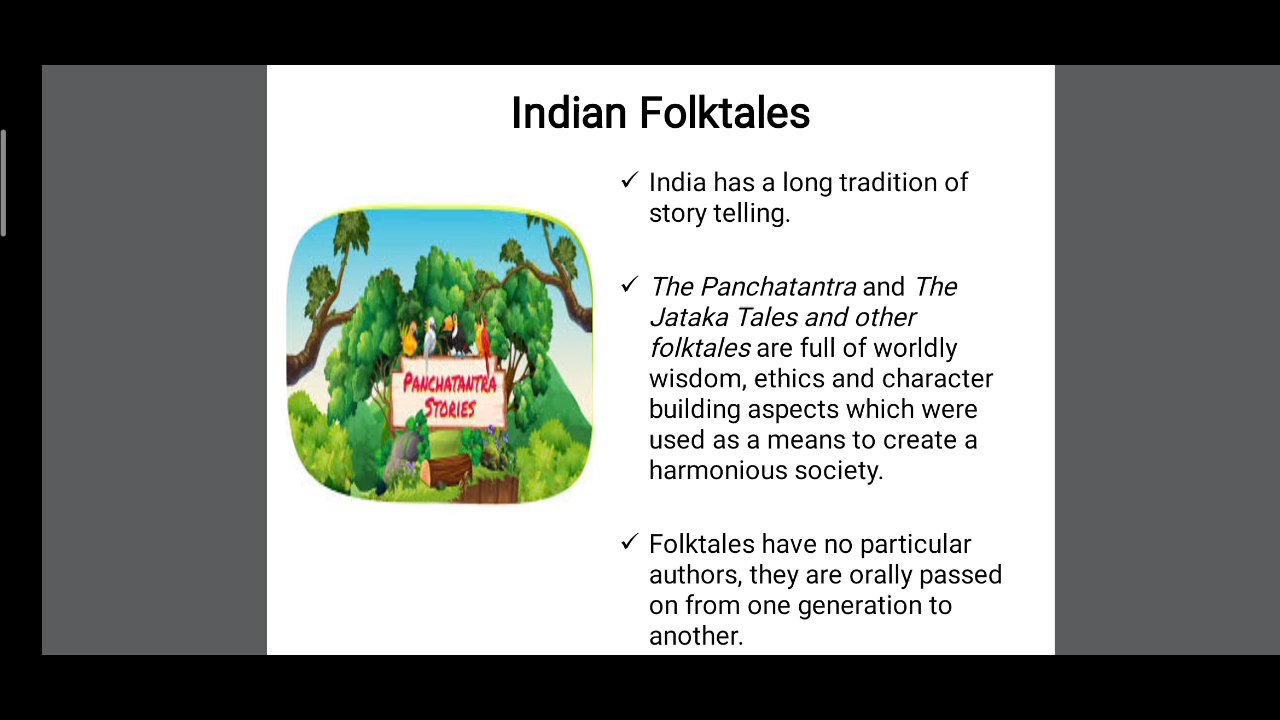 Indian Folktales
✓ India has a long tradition of
story telling.
✓ The Panchatantra and The
Jataka Tales and other
folktales are full of worldly
wisdom, ethics and character
building aspects which were
used as a means to create a
harmonious society.
✓ Folktales have no particular
authors, they are orally passed
on from one generation to
another.
PANCHATANTRA
STORIES